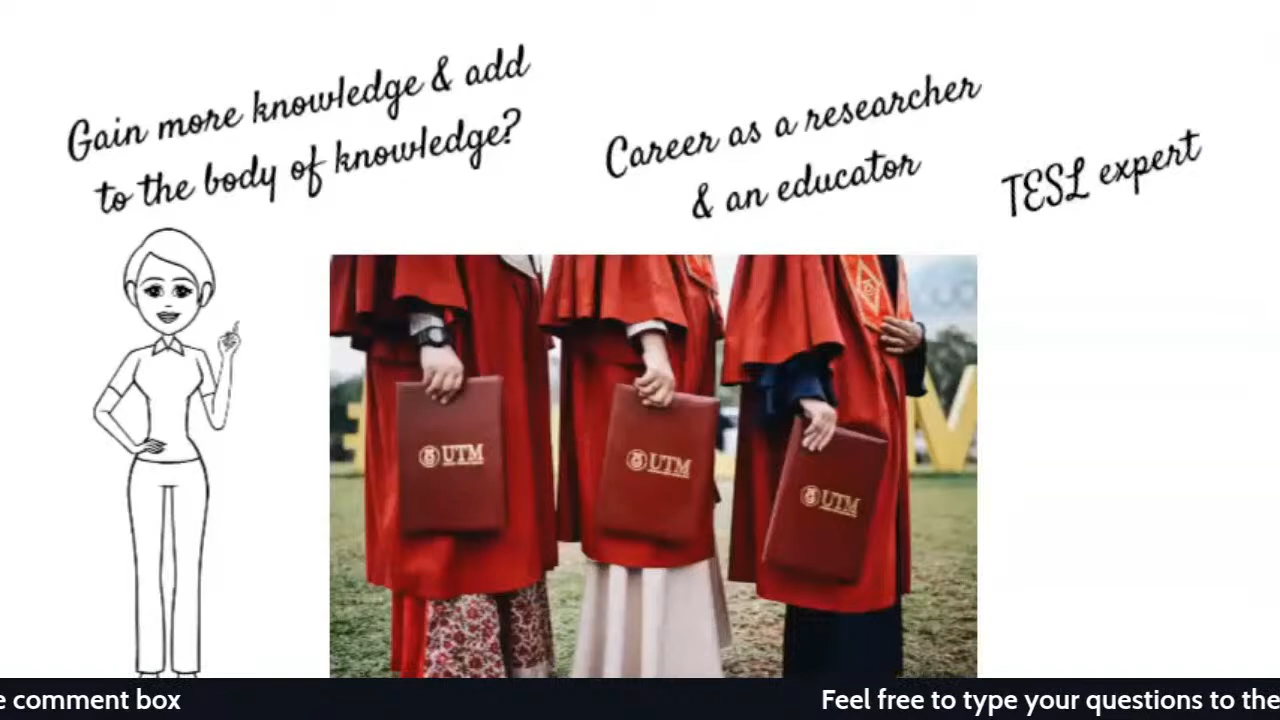 Gain more knowledge & add
to the body of knowledge?
Career as a researcher
& an educator
TESL expert
UTM
UTM
UTM
e comment box
Feel free to type your questions to the